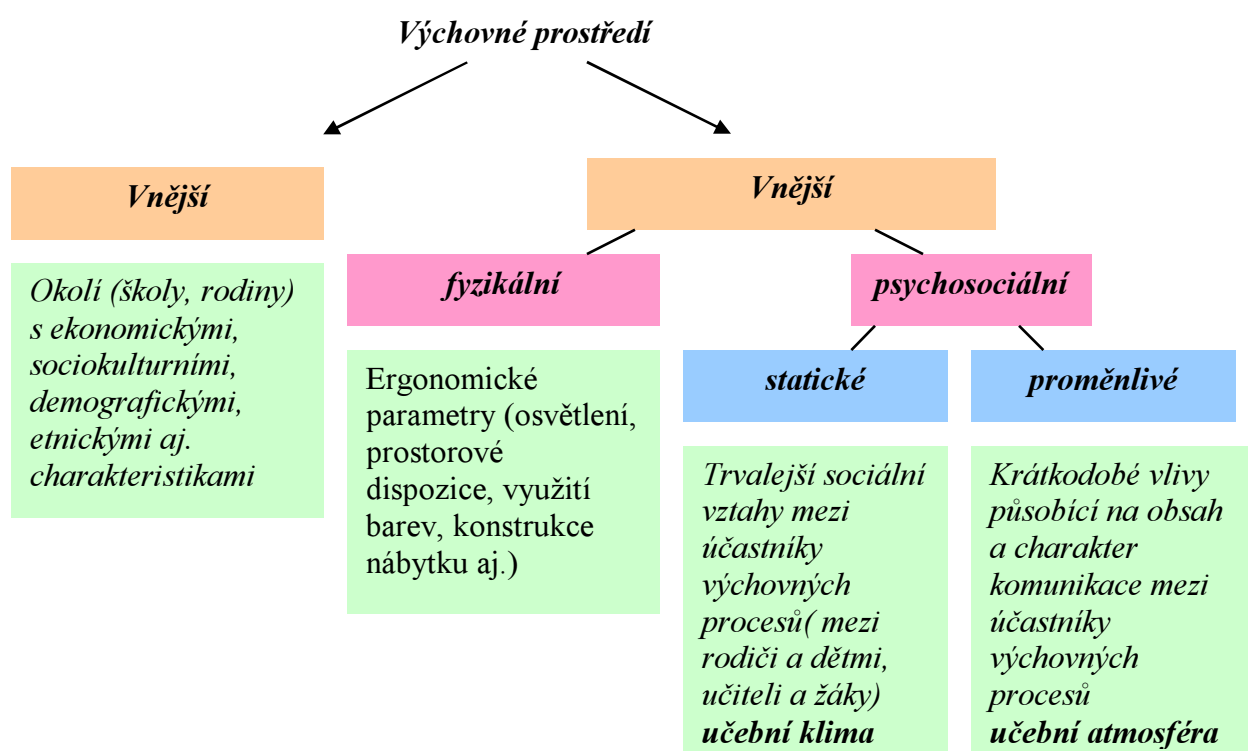 Výchovné prostředí
Vnější
Vnější
Okolí (školy, rodiny)
s ekonomickými,
sociokulturními,
demografickými,
etnickými aj.
charakteristikami
fyzikální
psychosociální
Ergonomické
parametry (osvětlení,
prostorové
dispozice, využití
barev, konstrukce
nábytku aj.)
statické
proměnlivé
Trvalejší sociální
vztahy mezi
účastníky
výchovných
procesů( mezi
rodiči a dětmi,
učiteli a žáky)
učební klima
Krátkodobé vlivy
působící na obsah
a charakter
komunikace mezi
účastníky
výchovných
procesů
učební atmosféra